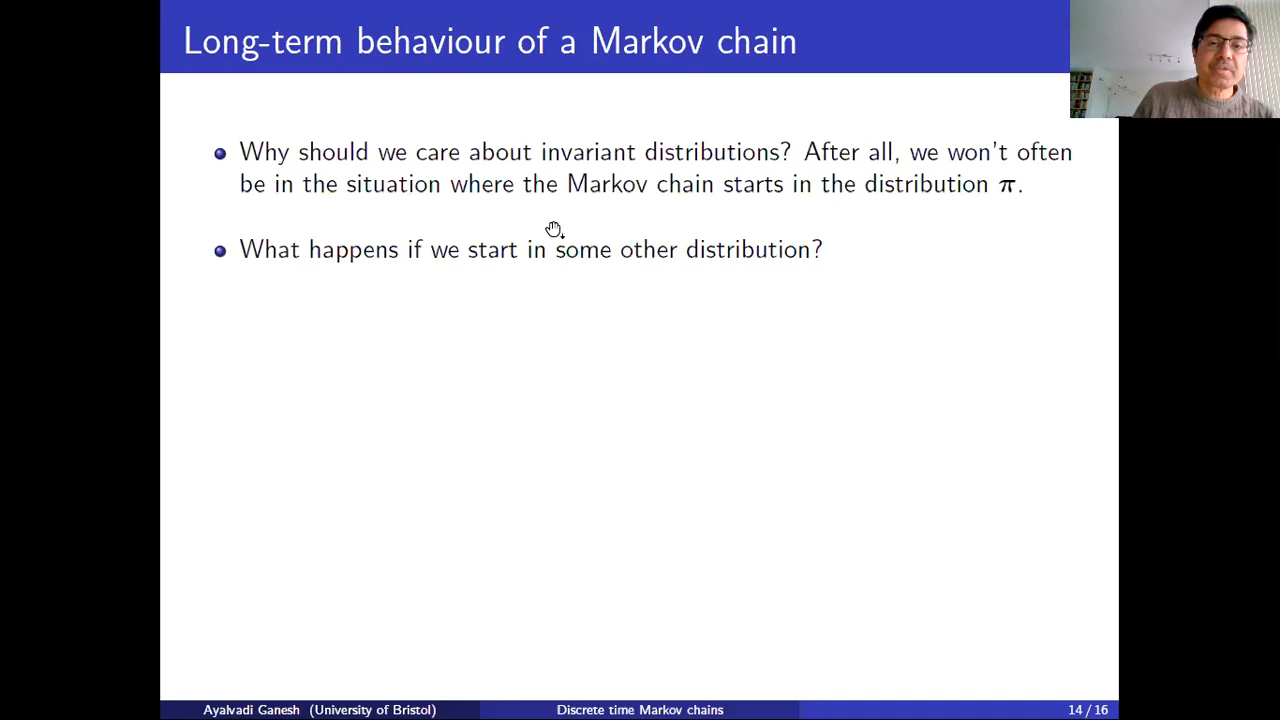 Long-term behaviour of a Markov chain
Why should we care about invariant distributions? After all, we won't often
be in the situation where the Markov chain starts in the distribution π.
What happens if we start in some other distribution?
Ayalvadi Ganesh (University of Bristol) Discrete time Markov chains 14 / 16